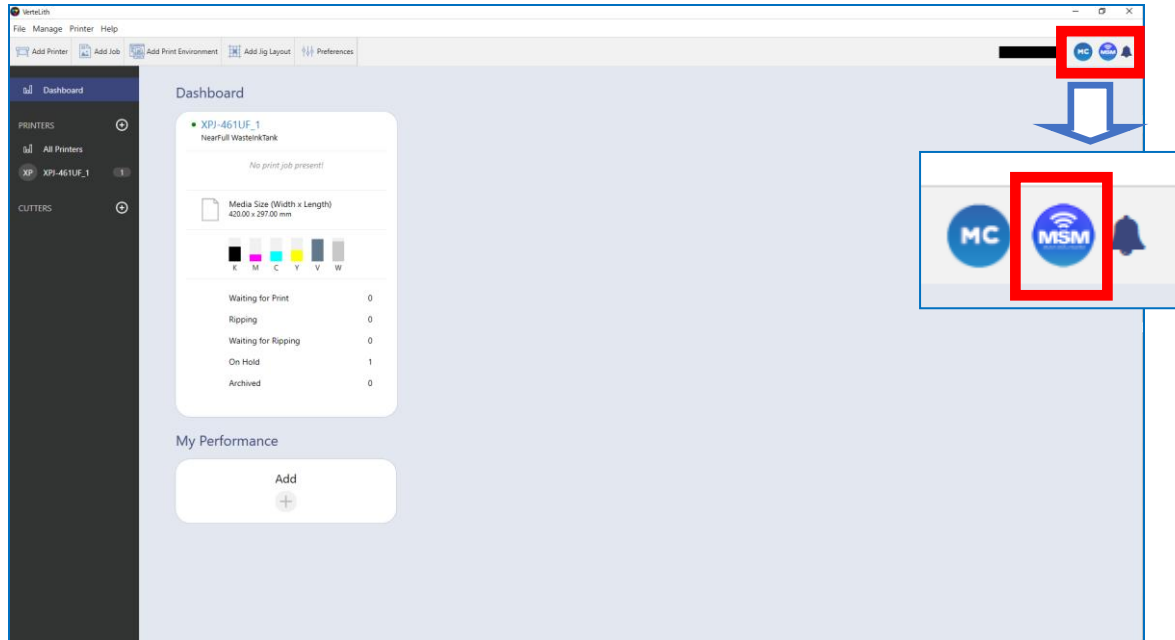 VerteLith
File Manage Printer Help
Add Printer Add Job Add Print Environment Add Jig Layout Preferences
MC MSM
Dashboard
PRINTERS
All Printers
XP XPJ-461UF_1 1
CUTTERS
Dashboard
XPJ-461UF_1
NearFull WasteInkTank
No print job present!
Media Size (Width x Length)
420.00 x 297.00 mm
K M C Y V W
Waiting for Print 0
Ripping 0
Waiting for Ripping 0
On Hold 1
Archived 0
My Performance
Add
MC MSM